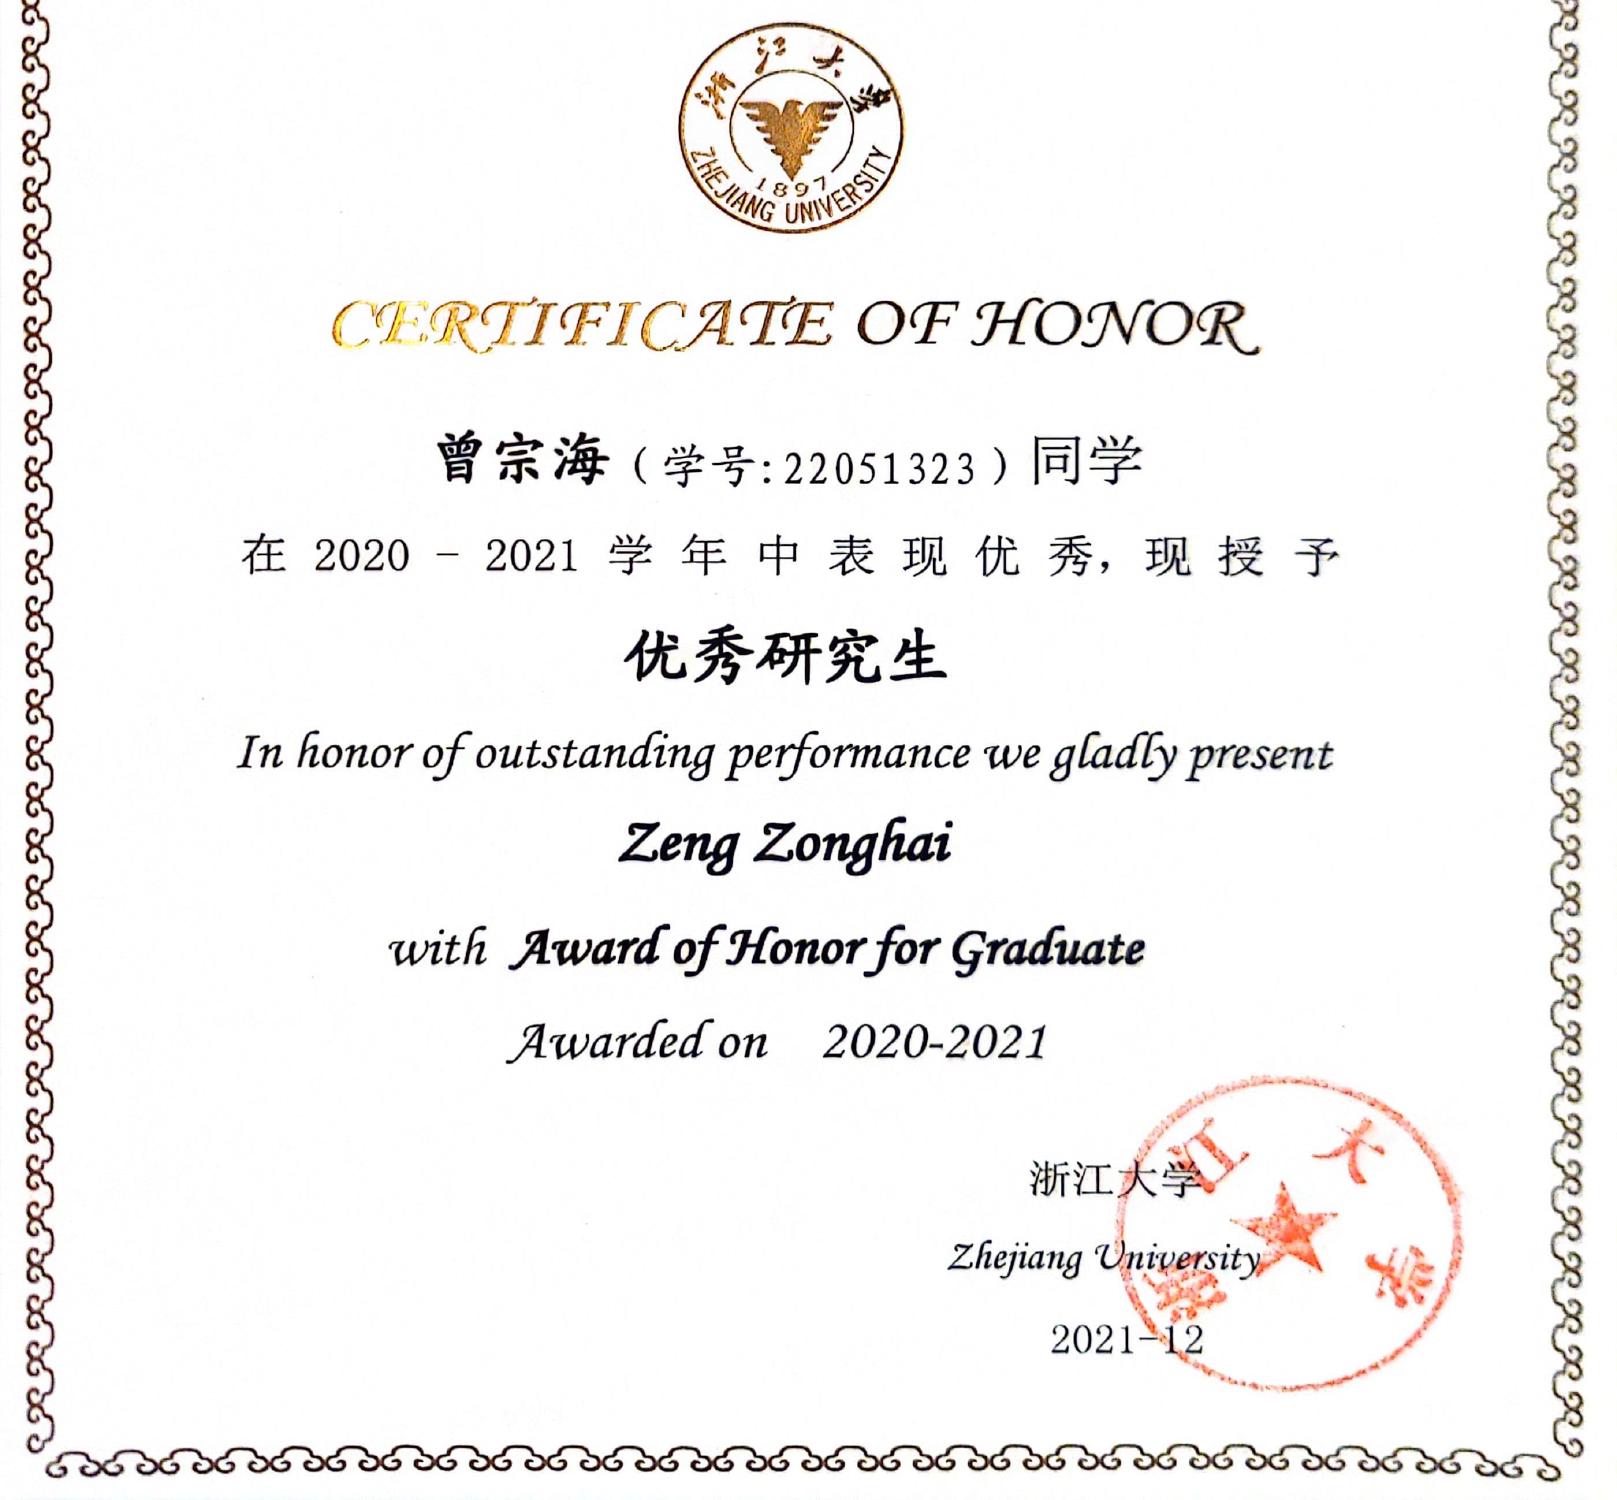 浙江大學
1897
ZHEJIANG UNIVERSITY
CERTIFICATE OF HONOR
曾宗海（学号:22051323）同学
在 2020 - 2021 学年中表现优秀，现授予
优秀研究生
In honor of outstanding performance we gladly present
Zeng Zonghai
with Award of Honor for Graduate
Awarded on 2020-2021
浙江大学
Zhejiang University
2021-12
浙江大学